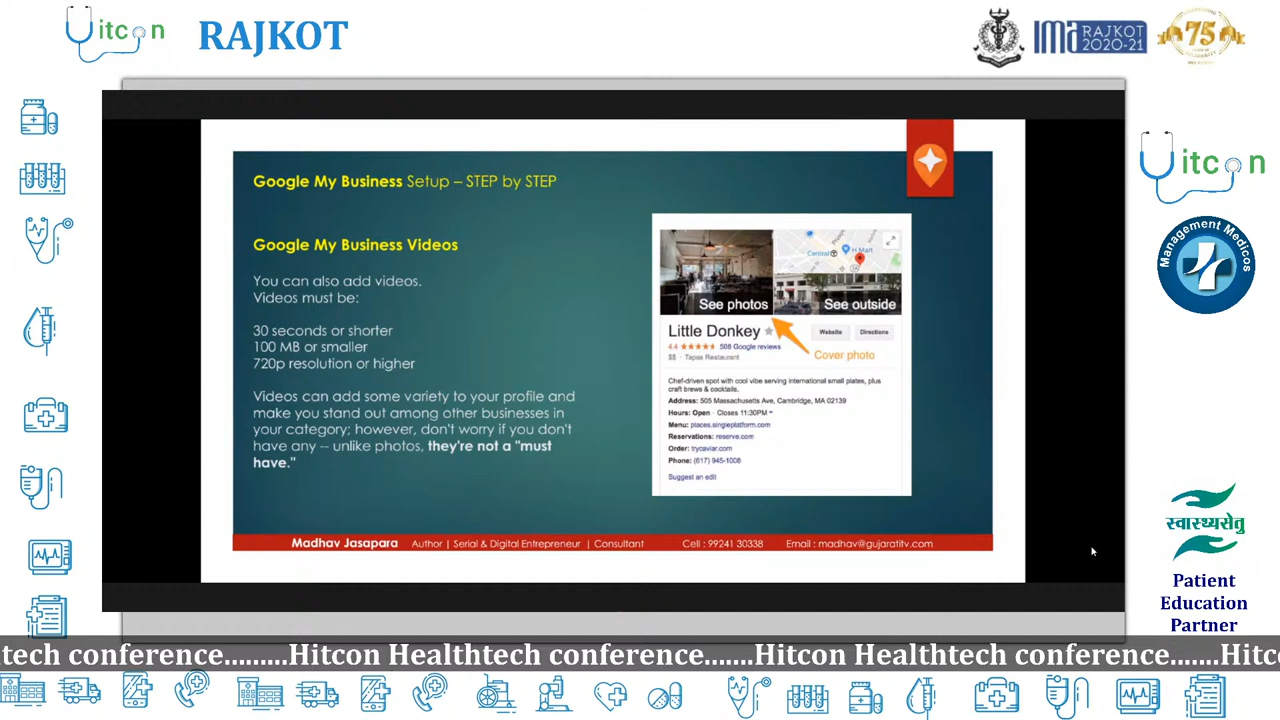 itcon
RAJKOT
ima RAJKOT
2020-21
75
Google My Business Setup – STEP by STEP
Google My Business Videos
You can also add videos.
Videos must be:
30 seconds or shorter
100 MB or smaller
720p resolution or higher
Videos can add some variety to your profile and
make you stand out among other businesses in
your category; however, don't worry if you don't
have any -- unlike photos, they're not a "must
have."
H Mart
Central
See photos
See outside
Little Donkey
Website
Directions
4.4
508 Google reviews
$$ · Tapas Restaurant
Cover photo
Chef-driven spot with cool vibe serving international small plates, plus
craft brews & cocktails.
Address: 505 Massachusetts Ave, Cambridge, MA 02139
Hours: Open · Closes 11:30PM
Menu: places.singleplatform.com
Reservations: reserve.com
Order: trycaviar.com
Phone: (617) 945-1008
Suggest an edit
Madhav Jasapara Author | Serial & Digital Entrepreneur | Consultant Cell : 99241 30338 Email : madhav@gujaratitv.com
itcon
Management Medicos
स्वास्थ्यसेतु
Patient
Education
Partner
tech conference.........Hitcon Healthtech conference.......Hitcon Healthtech conference.......Hitc